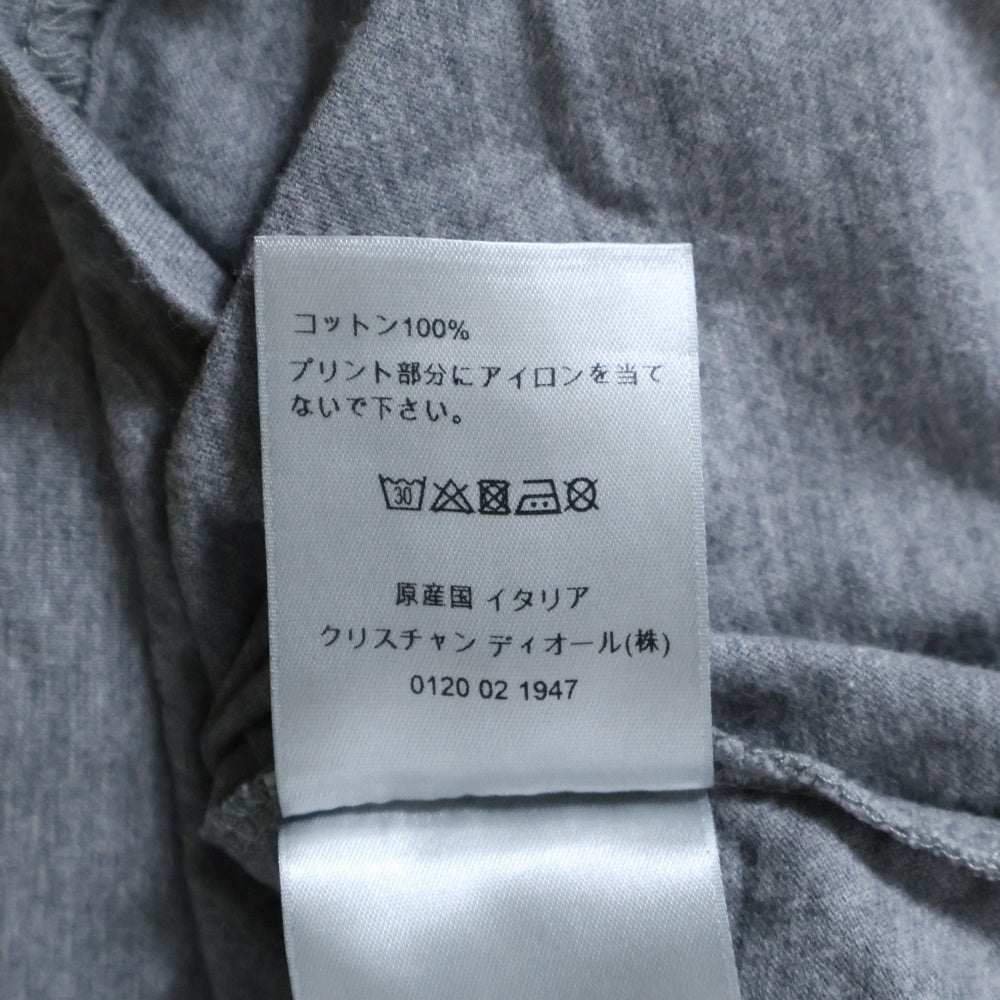 コットン100%
プリント部分にアイロンを当て
ないで下さい。
30
原産国 イタリア
クリスチャン ディオール(株)
0120 02 1947